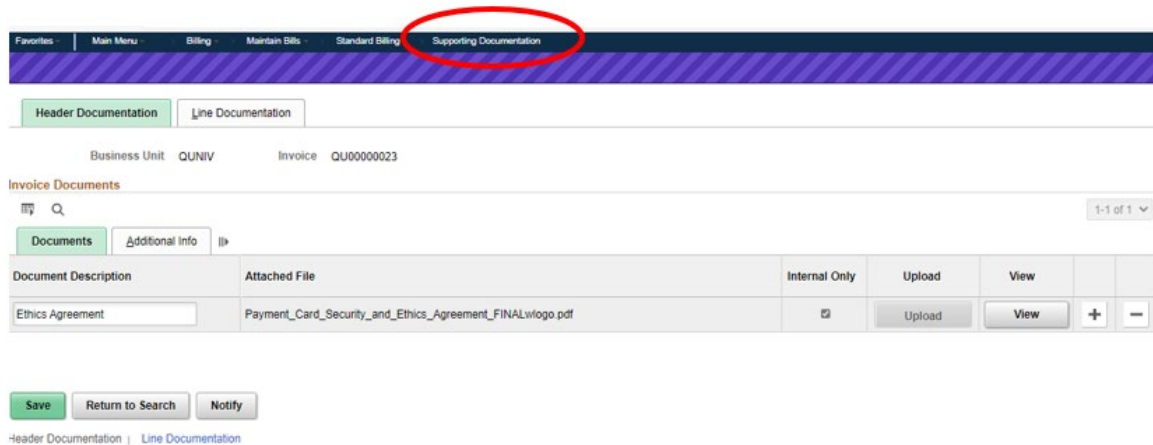 Favorites Main Menu Billing Maintain Bills Standard Billing Supporting Documentation
Header Documentation Line Documentation
Business Unit QUNIV Invoice QU00000023
Invoice Documents
1-1 of 1
Documents Additional Info
Document Description Attached File Internal Only Upload View
Ethics Agreement Payment_Card_Security_and_Ethics_Agreement_FINALwlogo.pdf Upload View + −
Save Return to Search Notify
Header Documentation | Line Documentation